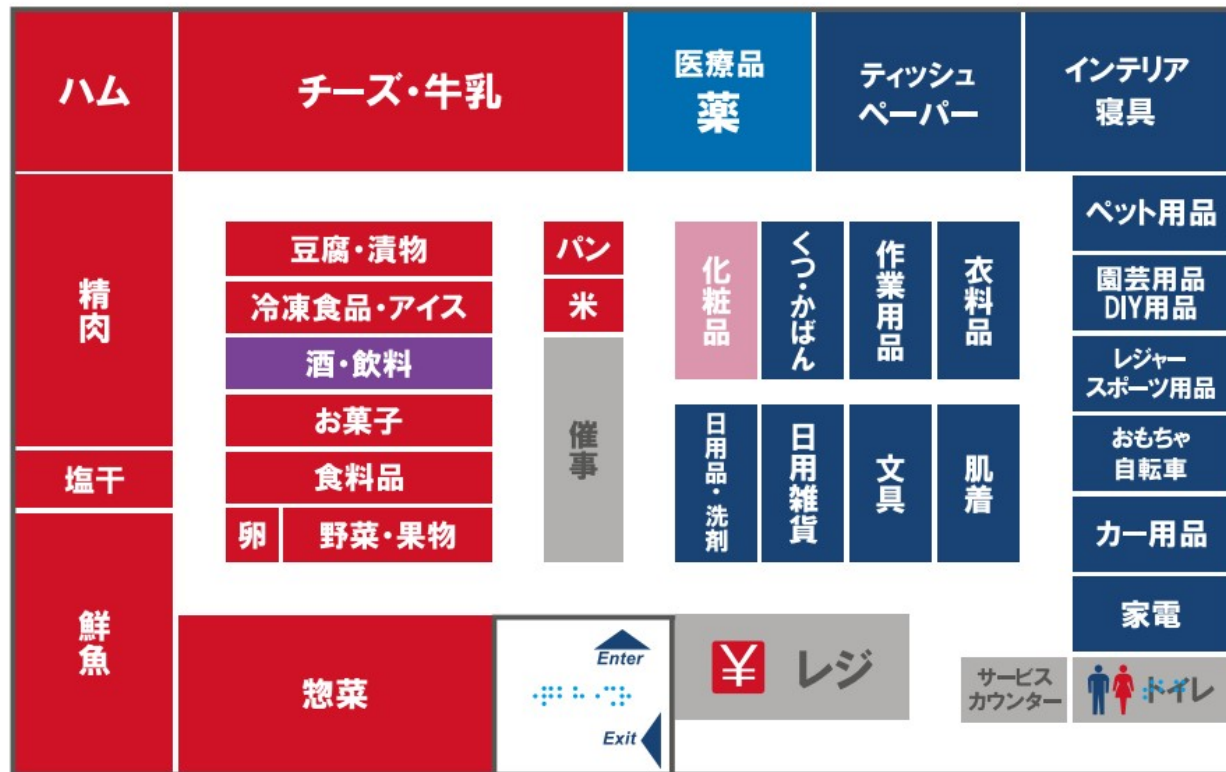 ハム
チーズ・牛乳
医療品
薬
ティッシュ
ペーパー
インテリア
寝具
精肉
塩干
鮮魚
豆腐・漬物
冷凍食品・アイス
酒・飲料
お菓子
食料品
卵
野菜・果物
パン
米
催事
化粧品
くつ・かばん
作業用品
衣料品
日用品・洗剤
日用雑貨
文具
肌着
ペット用品
園芸用品
DIY用品
レジャー
スポーツ用品
おもちゃ
自転車
カー用品
家電
惣菜
Enter
Exit
¥ レジ
サービス
カウンター
トイレ